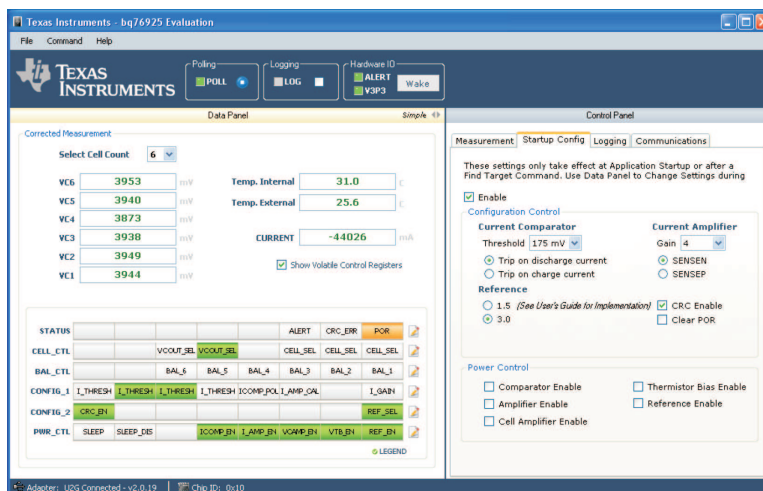 Texas Instruments - bq76925 Evaluation
File Command Help
TEXAS INSTRUMENTS
Polling
POLL
Logging
LOG
Hardware IO
ALERT
V3P3
Wake
Data Panel
Simple
Corrected Measurement
Select Cell Count 6
VC6 3953 mV
VC5 3940 mV
VC4 3873 mV
VC3 3938 mV
VC2 3949 mV
VC1 3944 mV
Temp. Internal 31.0 C
Temp. External 25.6 C
CURRENT -44026 mA
Show Volatile Control Registers
STATUS ALERT CRC_ERR POR
CELL_CTL VCOUT_SEL VCOUT_SEL CELL_SEL CELL_SEL CELL_SEL
BAL_CTL BAL_6 BAL_5 BAL_4 BAL_3 BAL_2 BAL_1
CONFIG_1 I_THRESH I_THRESH I_THRESH I_THRESH ICOMP_POL I_AMP_CAL I_GAIN
CONFIG_2 CRC_EN REF_SEL
PWR_CTL SLEEP SLEEP_DIS ICOMP_EN I_AMP_EN VCAMP_EN VTB_EN REF_EN
LEGEND
Control Panel
Measurement Startup Config Logging Communications
These settings only take effect at Application Startup or after a
Find Target Command. Use Data Panel to Change Settings during
Enable
Configuration Control
Current Comparator
Threshold 175 mV
Trip on discharge current
Trip on charge current
Reference
1.5 (See User's Guide for Implementation)
3.0
Current Amplifier
Gain 4
SENSEN
SENSEP
CRC Enable
Clear POR
Power Control
Comparator Enable
Amplifier Enable
Cell Amplifier Enable
Thermistor Bias Enable
Reference Enable
Adapter: U2G Connected - v2.0.19
Chip ID: 0x10